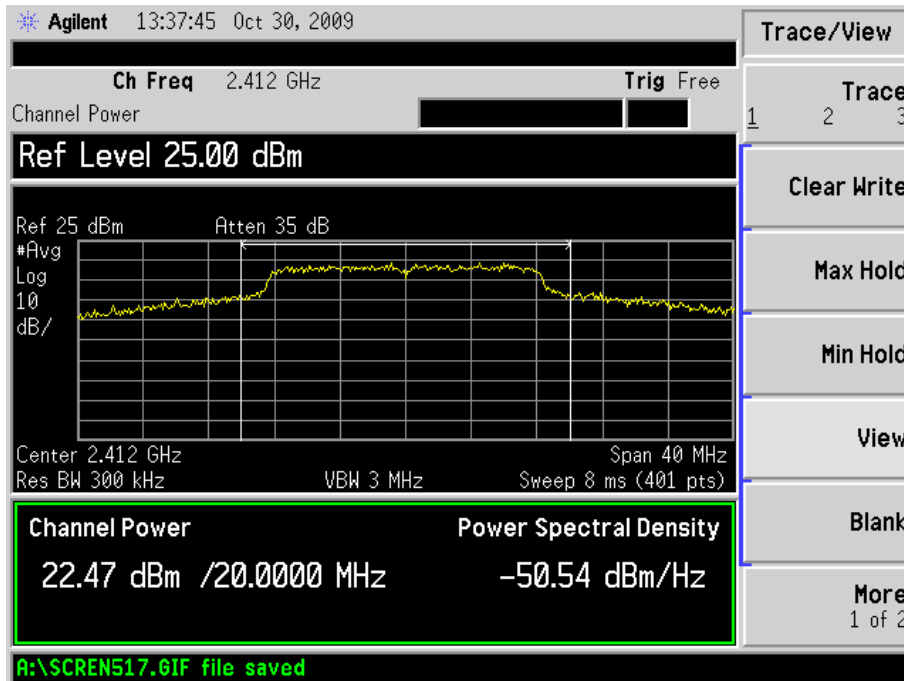 Agilent 13:37:45 Oct 30, 2009
Trace/View
Ch Freq 2.412 GHz Trig Free
Channel Power
Trace
1 2 3
Ref Level 25.00 dBm
Clear Write
Ref 25 dBm Atten 35 dB
#Avg
Log
10
dB/
Max Hold
Min Hold
View
Center 2.412 GHz Span 40 MHz
Res BW 300 kHz VBW 3 MHz Sweep 8 ms (401 pts)
Blank
Channel Power Power Spectral Density
22.47 dBm /20.0000 MHz -50.54 dBm/Hz
More
1 of 2
A:\SCREN517.GIF file saved